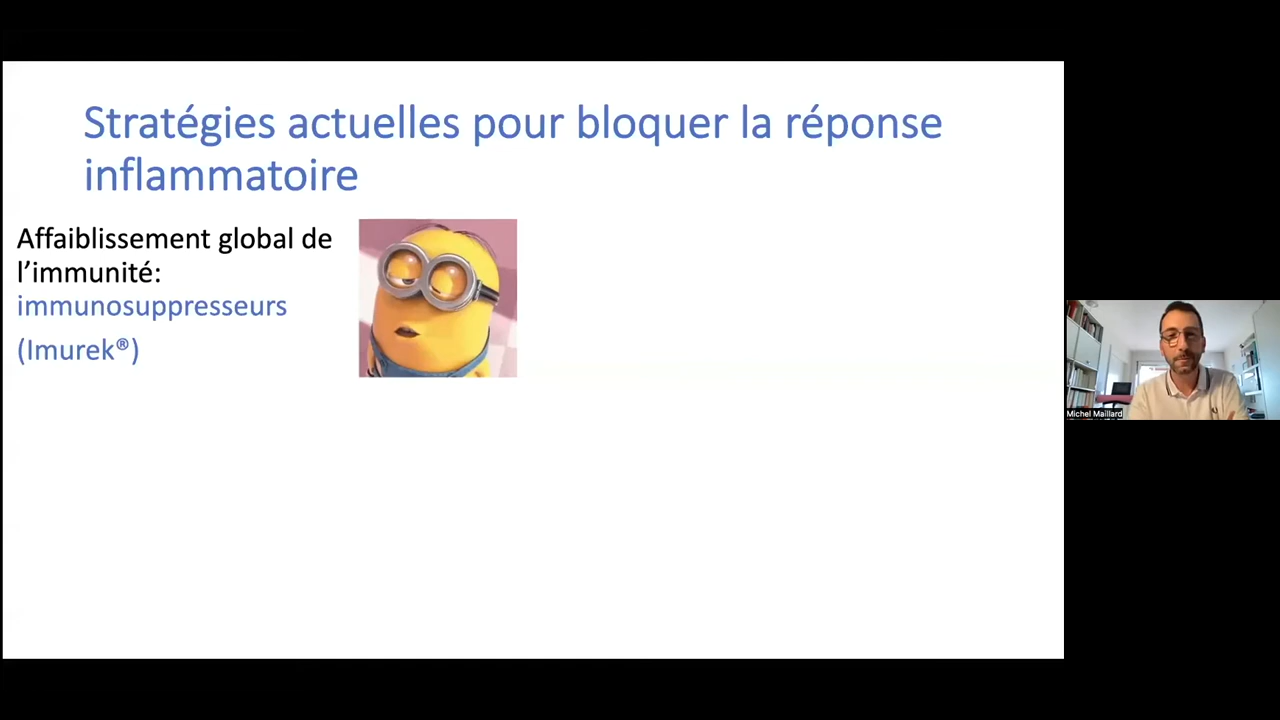 Stratégies actuelles pour bloquer la réponse
inflammatoire
Affaiblissement global de
l’immunité:
immunosuppresseurs
(Imurek®)
Michel Maillard